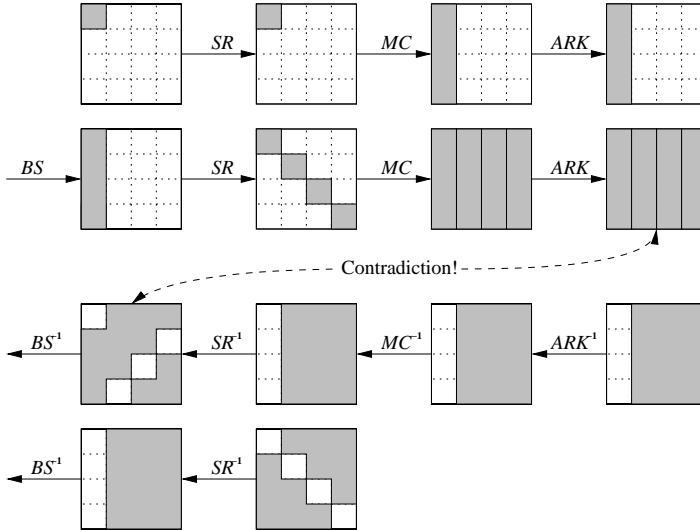 SR MC ARK
BS SR MC ARK
Contradiction!
BS⁻¹ SR⁻¹ MC⁻¹ ARK⁻¹
BS⁻¹ SR⁻¹